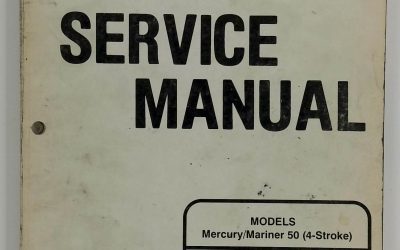 SERVICE
MANUAL
MODELS
Mercury/Mariner 50 (4-Stroke)